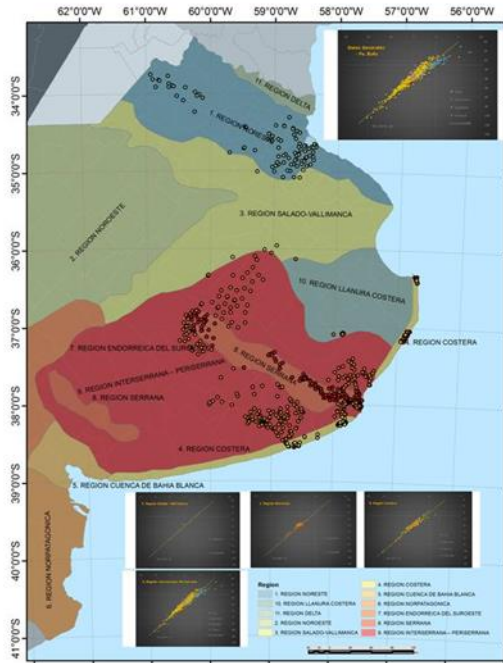 62°0'0"W 61°0'0"W 60°0'0"W 59°0'0"W 58°0'0"W 57°0'0"W 56°0'0"W
34°0'0"S
35°0'0"S
36°0'0"S
37°0'0"S
38°0'0"S
39°0'0"S
40°0'0"S
41°0'0"S
11. REGION DELTA
1. REGION NORESTE
2. REGION NOROESTE
3. REGION SALADO-VALLIMANCA
10. REGION LLANURA COSTERA
REGION COSTERA
7. REGION ENDORREICA DEL SUROESTE
8. REGION SERRANA
9. REGION INTERSERRANA – PERISERRANA
8. REGION SERRANA
4. REGION COSTERA
5. REGION CUENCA DE BAHIA BLANCA
6. REGION NORPATAGONICA
Region
1. REGION NORESTE
10. REGION LLANURA COSTERA
11. REGION DELTA
2. REGION NOROESTE
3. REGION SALADO-VALLIMANCA
4. REGION COSTERA
5. REGION CUENCA DE BAHIA BLANCA
6. REGION NORPATAGONICA
7. REGION ENDORREICA DEL SUROESTE
8. REGION SERRANA
9. REGION INTERSERRANA – PERISERRANA